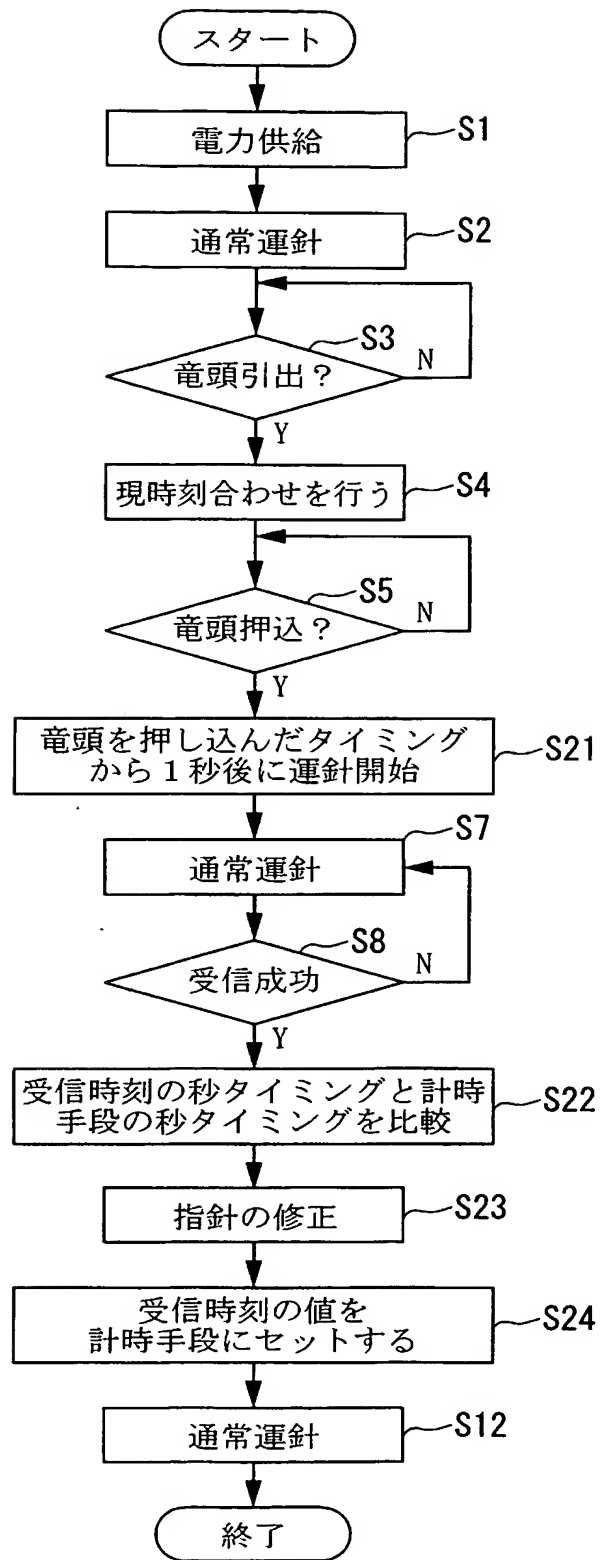 スタート
電力供給
S1
通常運針
S2
S3
竜頭引出?
N
Y
現時刻合わせを行う
S4
S5
竜頭押込?
N
Y
竜頭を押し込んだタイミング
から1秒後に運針開始
S21
S7
通常運針
S8
受信成功
N
Y
受信時刻の秒タイミングと計時
手段の秒タイミングを比較
S22
指針の修正
S23
受信時刻の値を
計時手段にセットする
S24
通常運針
S12
終了